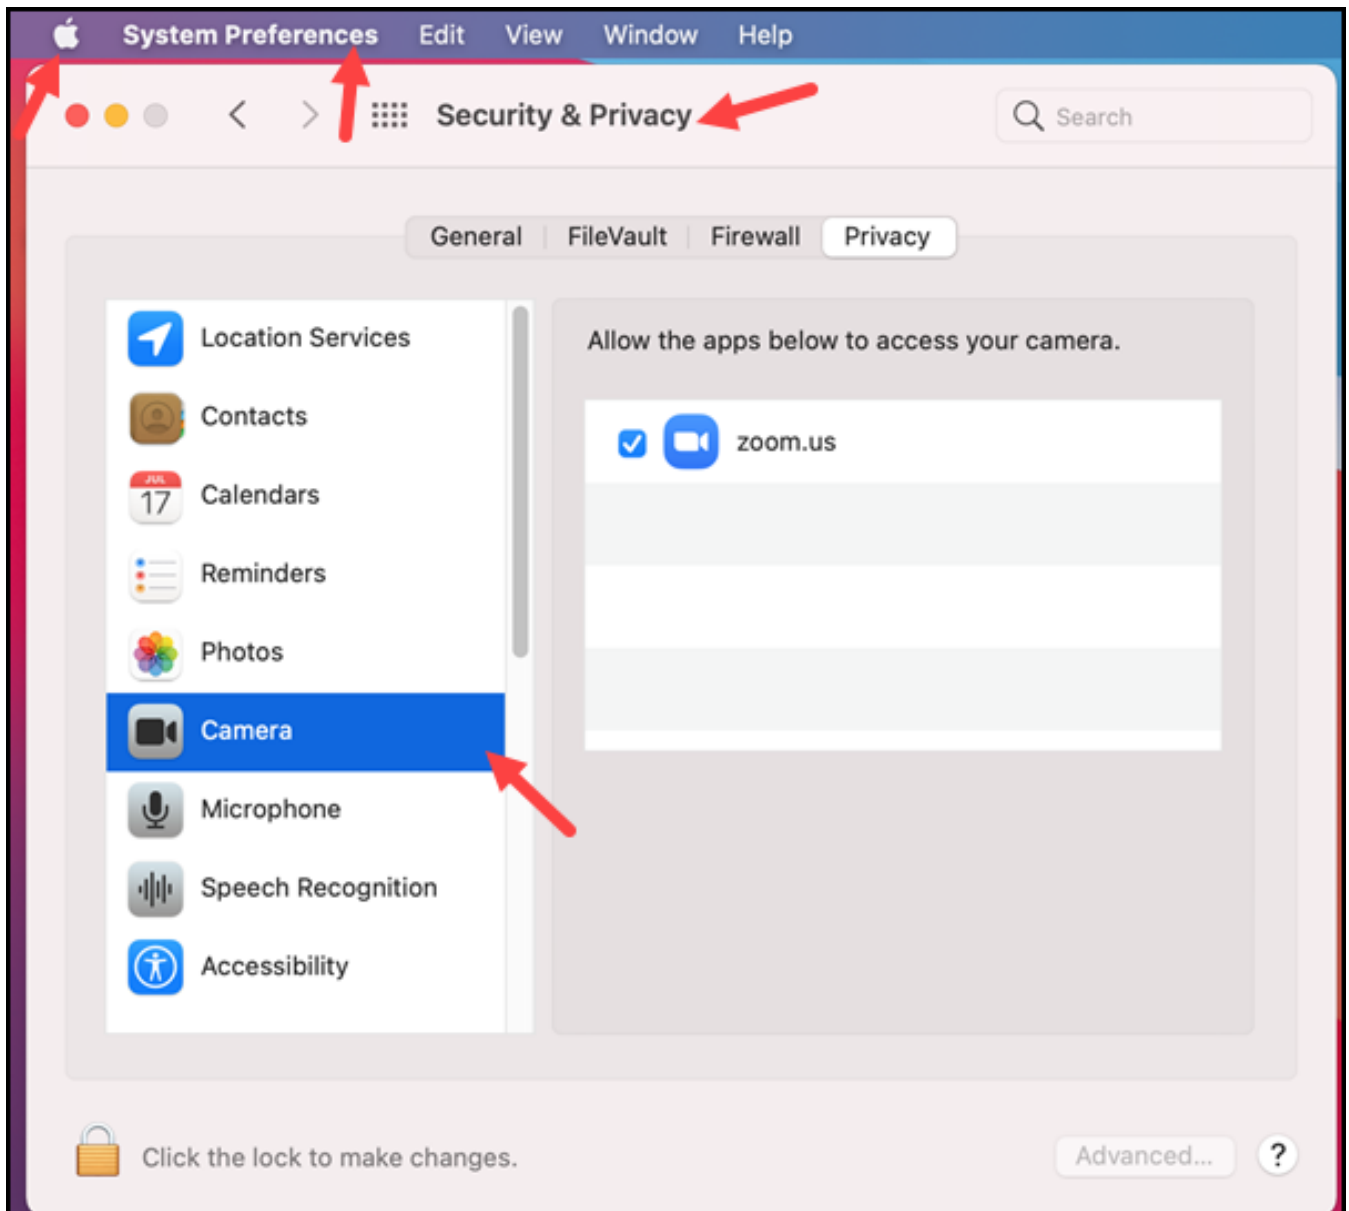 System Preferences Edit View Window Help
Security & Privacy
Search
General FileVault Firewall Privacy
Location Services
Allow the apps below to access your camera.
Contacts
zoom.us
JUL
17
Calendars
Reminders
Photos
Camera
Microphone
Speech Recognition
Accessibility
Click the lock to make changes.
Advanced...
?